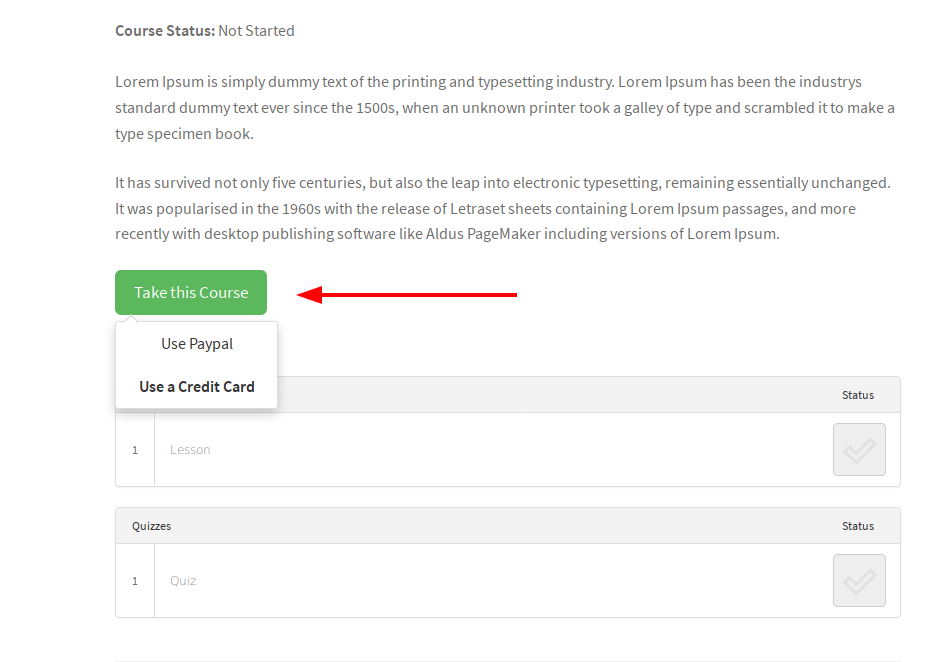 Course Status: Not Started
Lorem Ipsum is simply dummy text of the printing and typesetting industry. Lorem Ipsum has been the industrys
standard dummy text ever since the 1500s, when an unknown printer took a galley of type and scrambled it to make a
type specimen book.
It has survived not only five centuries, but also the leap into electronic typesetting, remaining essentially unchanged.
It was popularised in the 1960s with the release of Letraset sheets containing Lorem Ipsum passages, and more
recently with desktop publishing software like Aldus PageMaker including versions of Lorem Ipsum.
Take this Course
Use Paypal
Use a Credit Card
Status
1 Lesson
Quizzes Status
1 Quiz